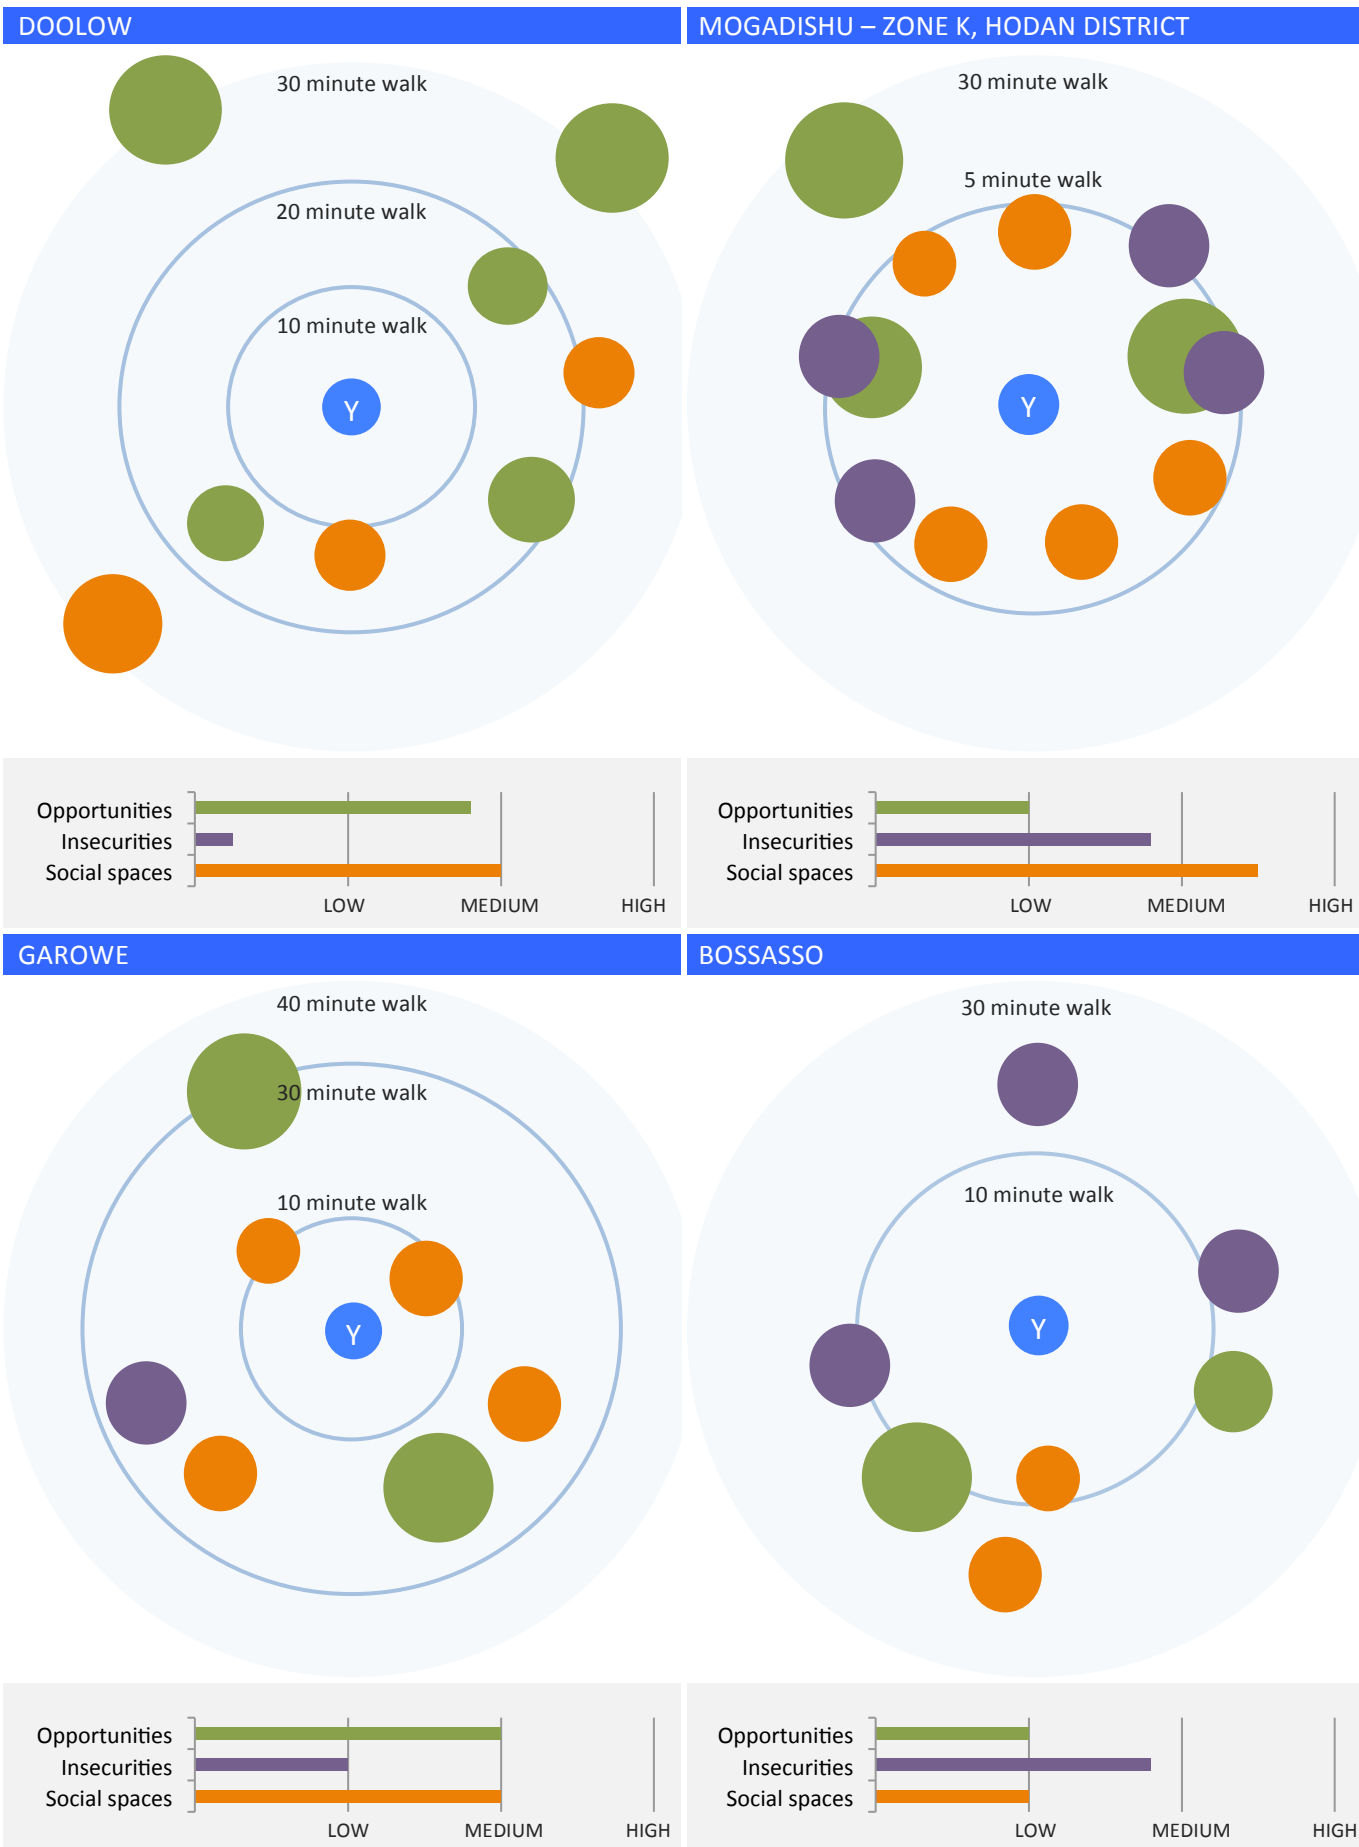 DOOLOW
30 minute walk
20 minute walk
10 minute walk
Y
Opportunities
Insecurities
Social spaces
LOW MEDIUM HIGH
MOGADISHU – ZONE K, HODAN DISTRICT
30 minute walk
5 minute walk
Y
Opportunities
Insecurities
Social spaces
LOW MEDIUM HIGH
GAROWE
40 minute walk
30 minute walk
10 minute walk
Y
Opportunities
Insecurities
Social spaces
LOW MEDIUM HIGH
BOSSASSO
30 minute walk
10 minute walk
Y
Opportunities
Insecurities
Social spaces
LOW MEDIUM HIGH